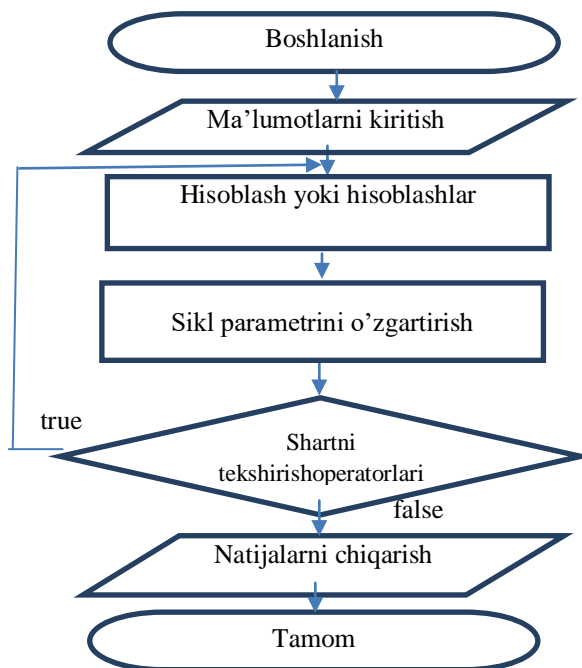 Boshlanish
Ma’lumotlarni kiritish
Hisoblash yoki hisoblashlar
Sikl parametrini o’zgartirish
true
Shartni
tekshirishoperatorlari
false
Natijalarni chiqarish
Tamom